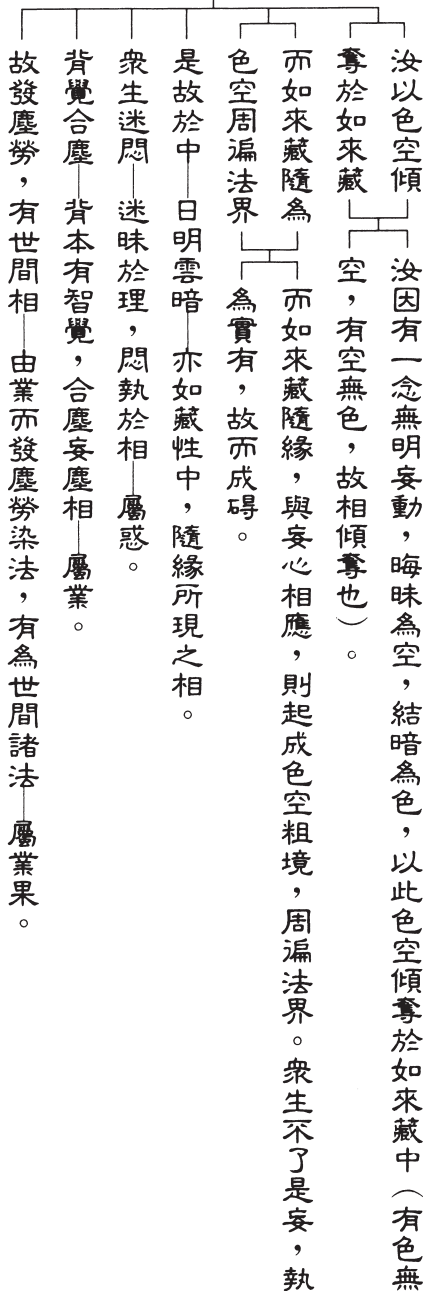 汝以色空傾　汝因有一念無明妄動，晦昧為空，結暗為色，以此色空傾奪於如來藏中（有色無
奪於如來藏　空，有空無色，故相傾奪也）。
而如來藏隨為　而如來藏隨緣，與妄心相應，則起成色空粗境，周遍法界。衆生不了是妄，執
色空周遍法界　為實有，故而成碍。
是故於中—日明雲暗—亦如藏性中，隨緣所現之相。
衆生迷悶—迷昧於理，悶執於相—屬惑。
背覺合塵—背本有智覺，合塵妄塵相—屬業。
故發塵勞，有世間相—由業而發塵勞染法，有為世間諸法—屬業果。